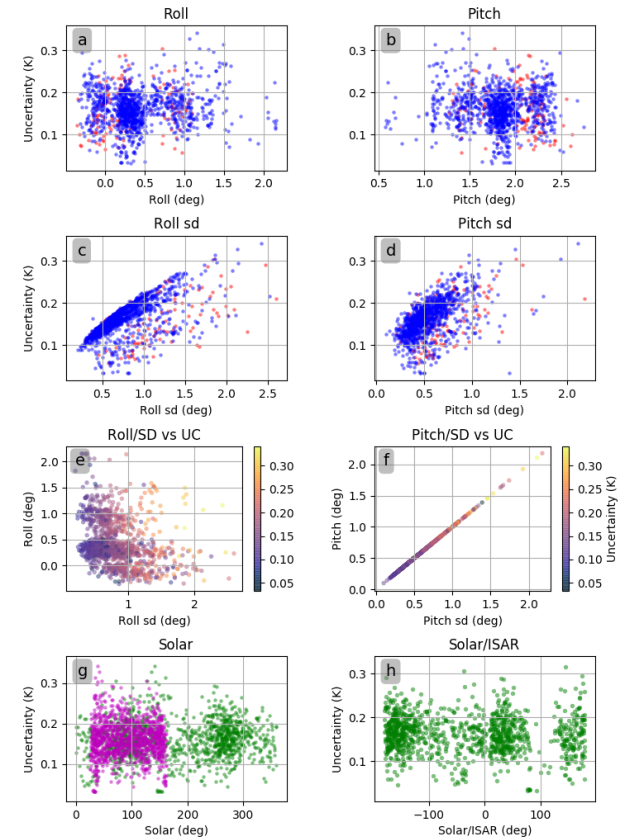 Roll
a
Uncertainty (K)
0.3
0.2
0.1
0.0 0.5 1.0 1.5 2.0
Roll (deg)
Pitch
b
0.3
0.2
0.1
0.5 1.0 1.5 2.0 2.5
Pitch (deg)
Roll sd
c
Uncertainty (K)
0.3
0.2
0.1
0.5 1.0 1.5 2.0 2.5
Roll sd (deg)
Pitch sd
d
0.3
0.2
0.1
0.0 0.5 1.0 1.5 2.0
Pitch sd (deg)
Roll/SD vs UC
e
Roll (deg)
2.0
1.5
1.0
0.5
0.0
1 2
Roll sd (deg)
0.30
0.25
0.20
0.15
0.10
0.05
Pitch/SD vs UC
f
Pitch (deg)
2.0
1.5
1.0
0.5
0.0
0.0 0.5 1.0 1.5 2.0
Pitch sd (deg)
0.30
0.25
0.20
0.15
0.10
0.05
Uncertainty (K)
Solar
g
Uncertainty (K)
0.3
0.2
0.1
0 100 200 300
Solar (deg)
Solar/ISAR
h
Uncertainty (K)
0.3
0.2
0.1
−100 0 100
Solar/ISAR (deg)